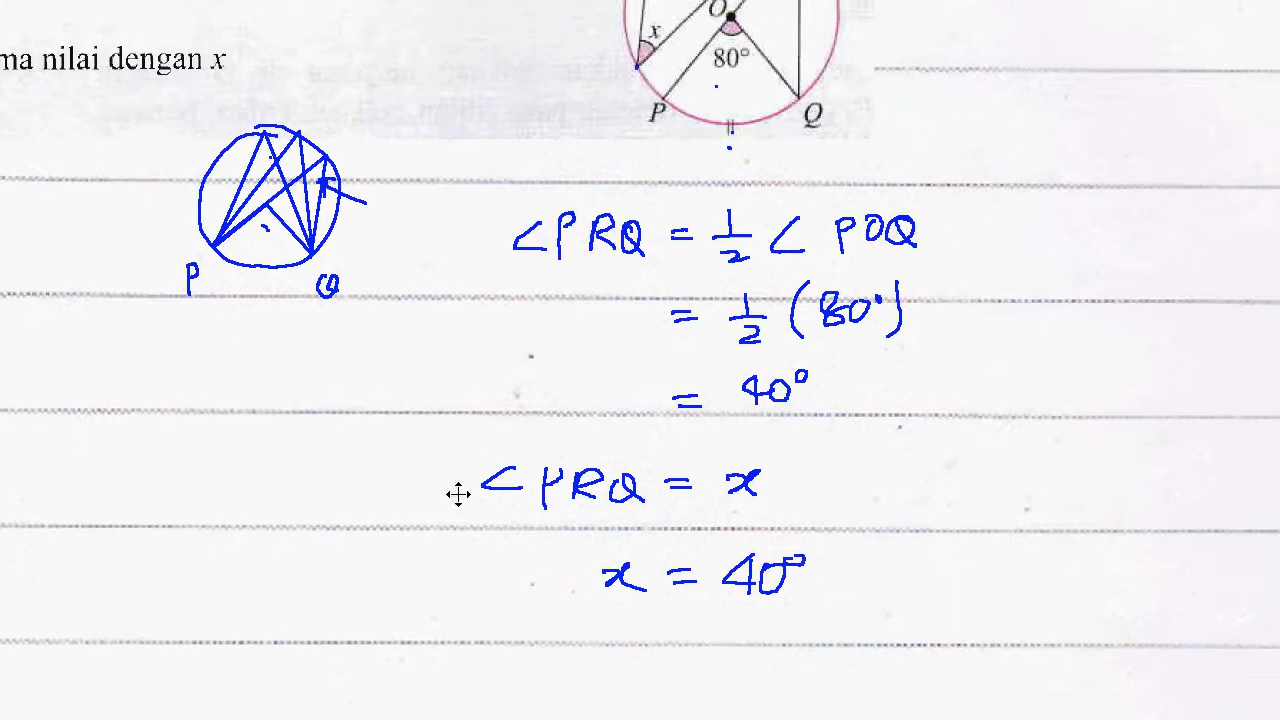 O
x
ma nilai dengan x
80°
P
Q
P
Q
∠PRQ = 1/2 ∠ POQ
= 1/2 (80°)
= 40°
∠PRQ = x
x = 40°